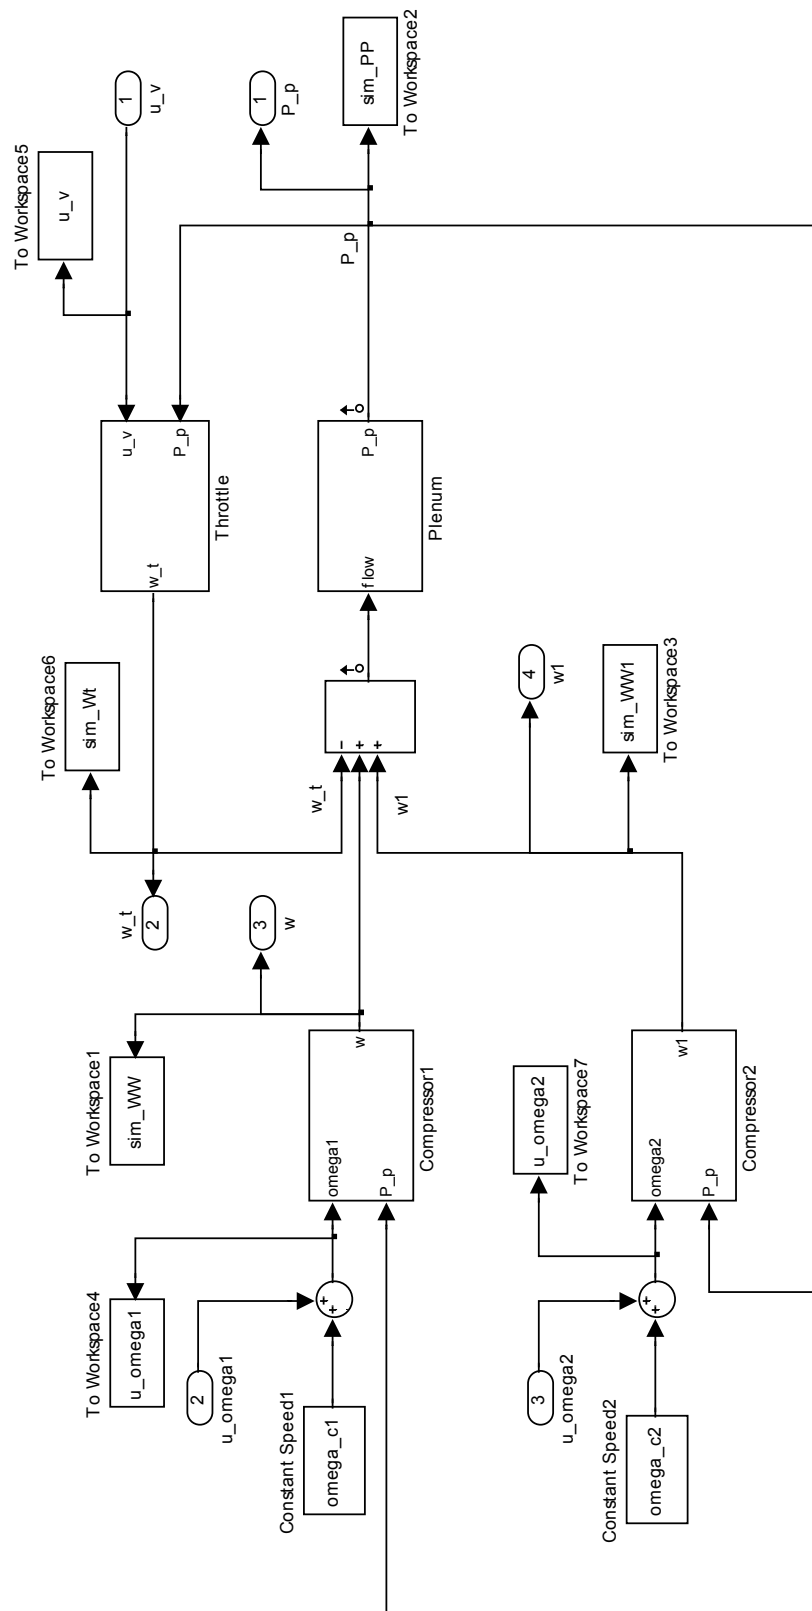 To Workspace4
u_omega1
2
u_omega1
Constant Speed1
omega_c1
+
+
To Workspace1
sim_WW
3
w
omega1
P_p
w
Compressor1
w_t
2
To Workspace6
sim_Wt
w_t
w1
−
+
+
w_t
u_v
P_p
Throttle
To Workspace5
u_v
1
u_v
flow
P_p
Plenum
P_p
1
P_p
sim_PP
To Workspace2
4
w1
sim_WW1
To Workspace3
3
u_omega2
Constant Speed2
omega_c2
+
+
u_omega2
To Workspace7
omega2
P_p
w1
Compressor2